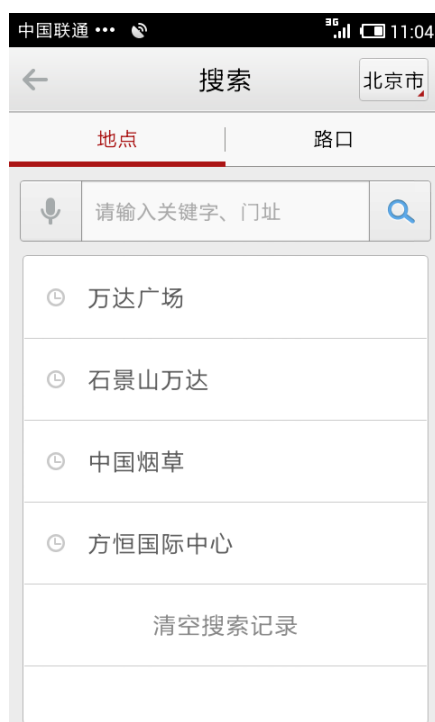 中国联通 ••• 3G 11:04
搜索 北京市
地点 路口
请输入关键字、门址
万达广场
石景山万达
中国烟草
方恒国际中心
清空搜索记录